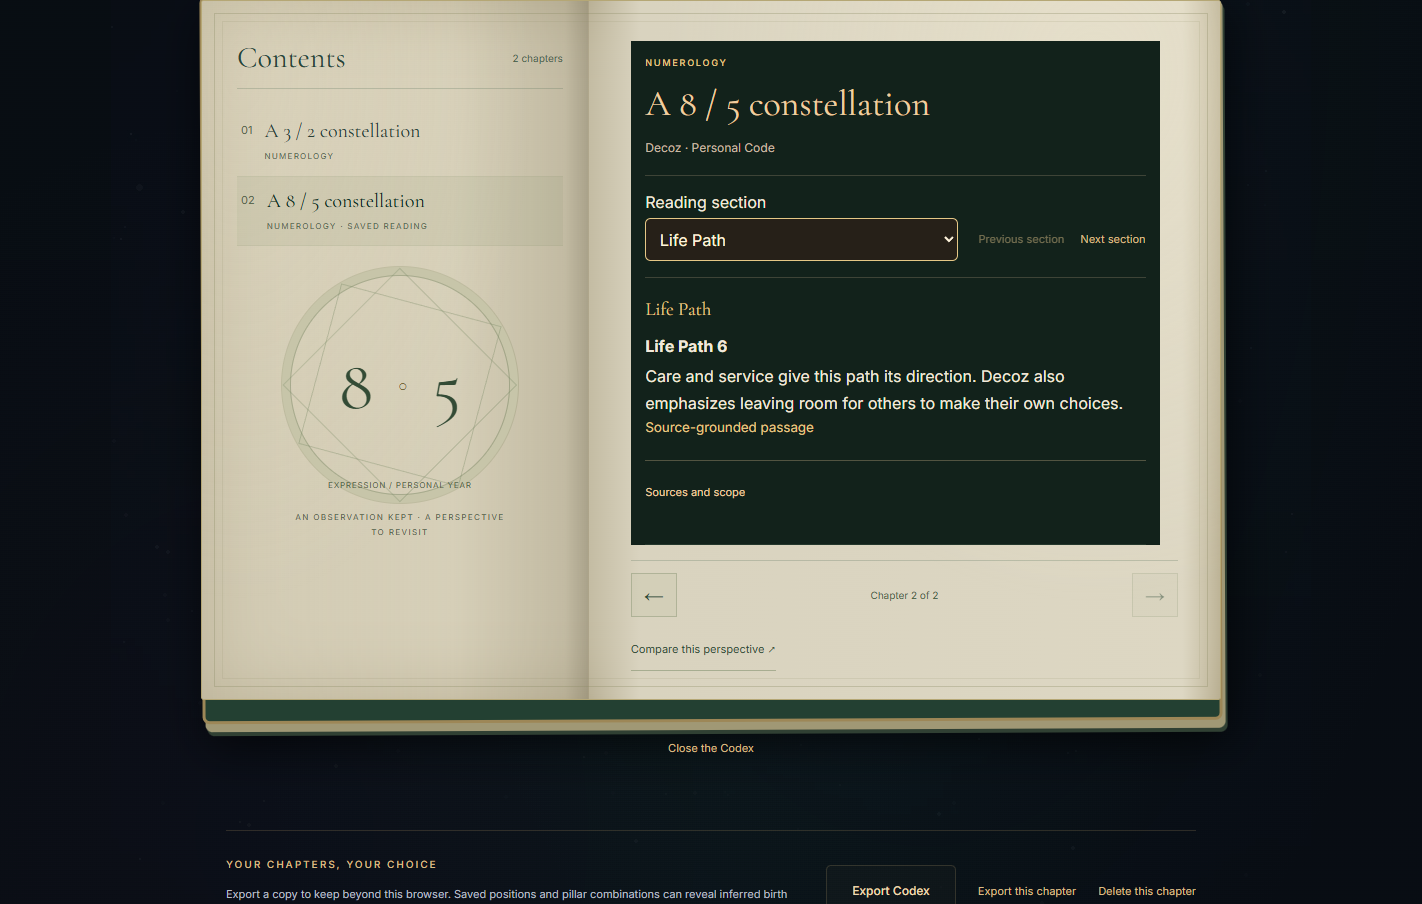 Contents
2 chapters
01 A 3 / 2 constellation
NUMEROLOGY
02 A 8 / 5 constellation
NUMEROLOGY · SAVED READING
8 ○ 5
EXPRESSION / PERSONAL YEAR
AN OBSERVATION KEPT · A PERSPECTIVE
TO REVISIT
NUMEROLOGY
A 8 / 5 constellation
Decoz · Personal Code
Reading section
Life Path
Previous section
Next section
Life Path
Life Path 6
Care and service give this path its direction. Decoz also
emphasizes leaving room for others to make their own choices.
Source-grounded passage
Sources and scope
←
Chapter 2 of 2
→
Compare this perspective ↗
Close the Codex
YOUR CHAPTERS, YOUR CHOICE
Export a copy to keep beyond this browser. Saved positions and pillar combinations can reveal inferred birth
Export Codex
Export this chapter
Delete this chapter